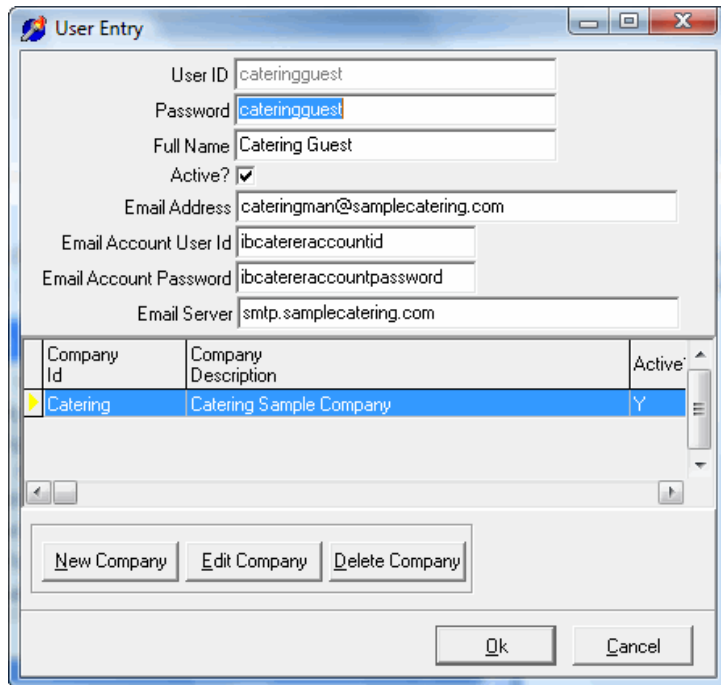 User Entry
User ID cateringguest
Password cateringguest
Full Name Catering Guest
Active?
Email Address cateringman@samplecatering.com
Email Account User Id ibcatereraccountid
Email Account Password ibcatereraccountpassword
Email Server smtp.samplecatering.com
Company Id Company Description Active?
Catering Catering Sample Company Y
New Company Edit Company Delete Company
Ok Cancel